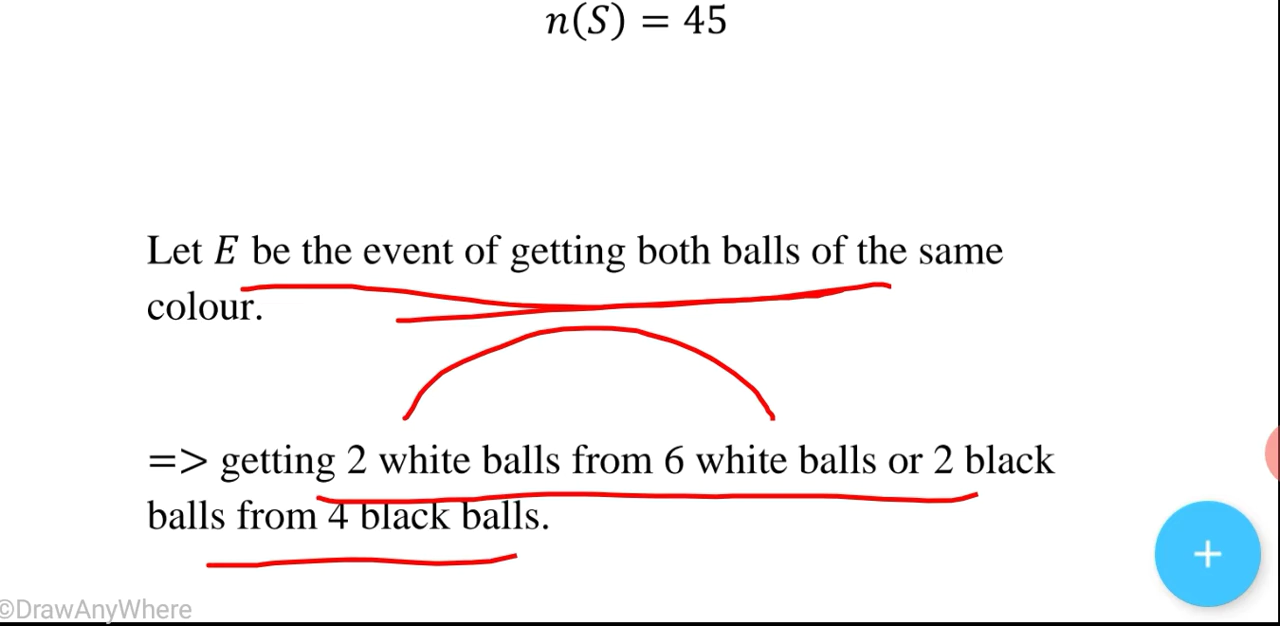 n(S) = 45
Let E be the event of getting both balls of the same
colour.
=> getting 2 white balls from 6 white balls or 2 black
balls from 4 black balls.
+
©DrawAnyWhere